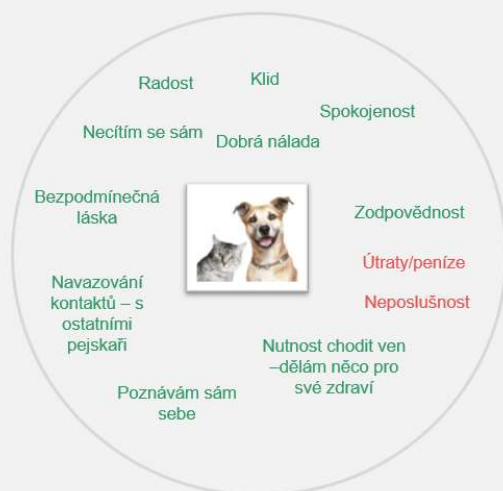 Radost
Klid
Spokojenost
Necítím se sám
Dobrá nálada
Bezpodmínečná
láska
Zodpovědnost
Útraty/peníze
Neposlušnost
Navazování
kontaktů – s
ostatními
pejskaři
Nutnost chodit ven
–dělám něco pro
své zdraví
Poznávám sám
sebe